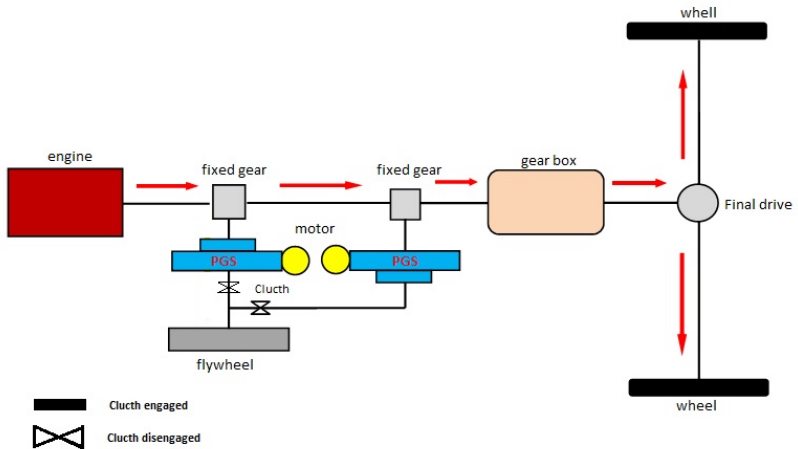 whell
engine
fixed gear
fixed gear
gear box
motor
Final drive
PGS
PGS
Clucth
flywheel
wheel
Clucth engaged
Clucth disengaged